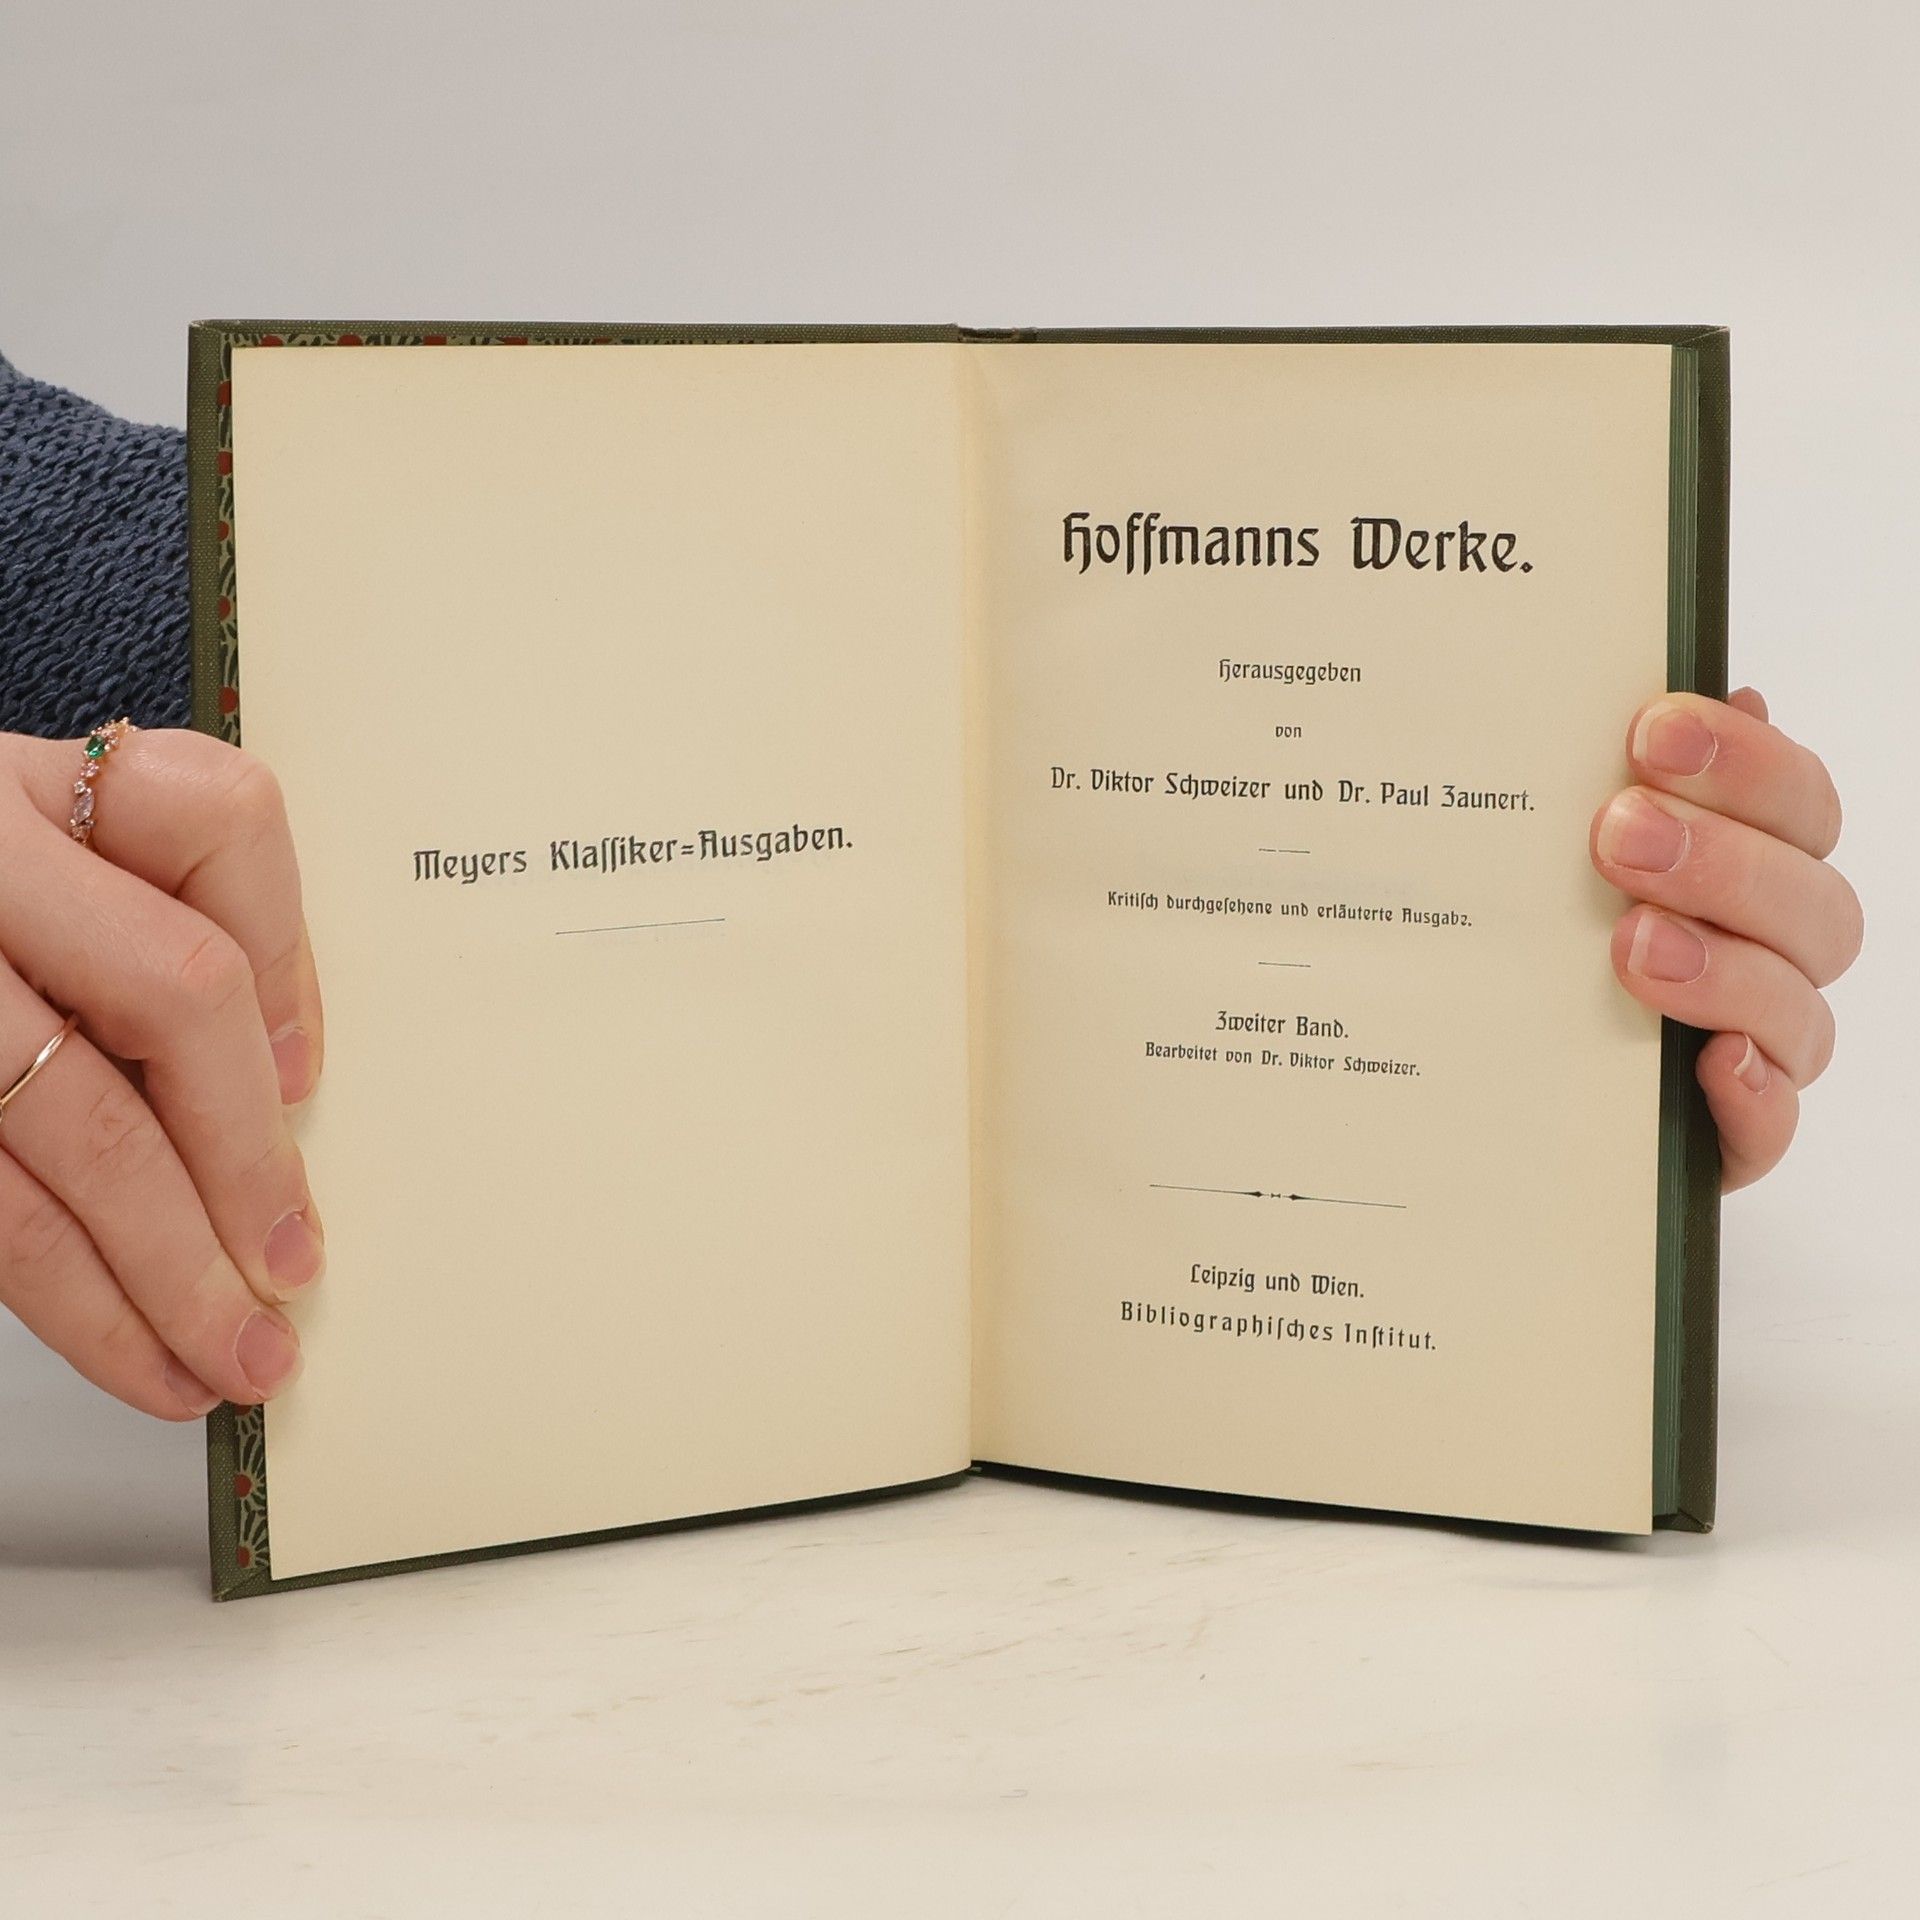 Meyers Klaſſiker=Ausgaben.
Hoffmanns Werke.
Herausgegeben
von
Dr. Viktor Schweizer und Dr. Paul Zaunert.
Kritiſch durchgeſehene und erläuterte Ausgabe.
Zweiter Band.
Bearbeitet von Dr. Viktor Schweizer.
Leipzig und Wien.
Bibliographiſches Inſtitut.